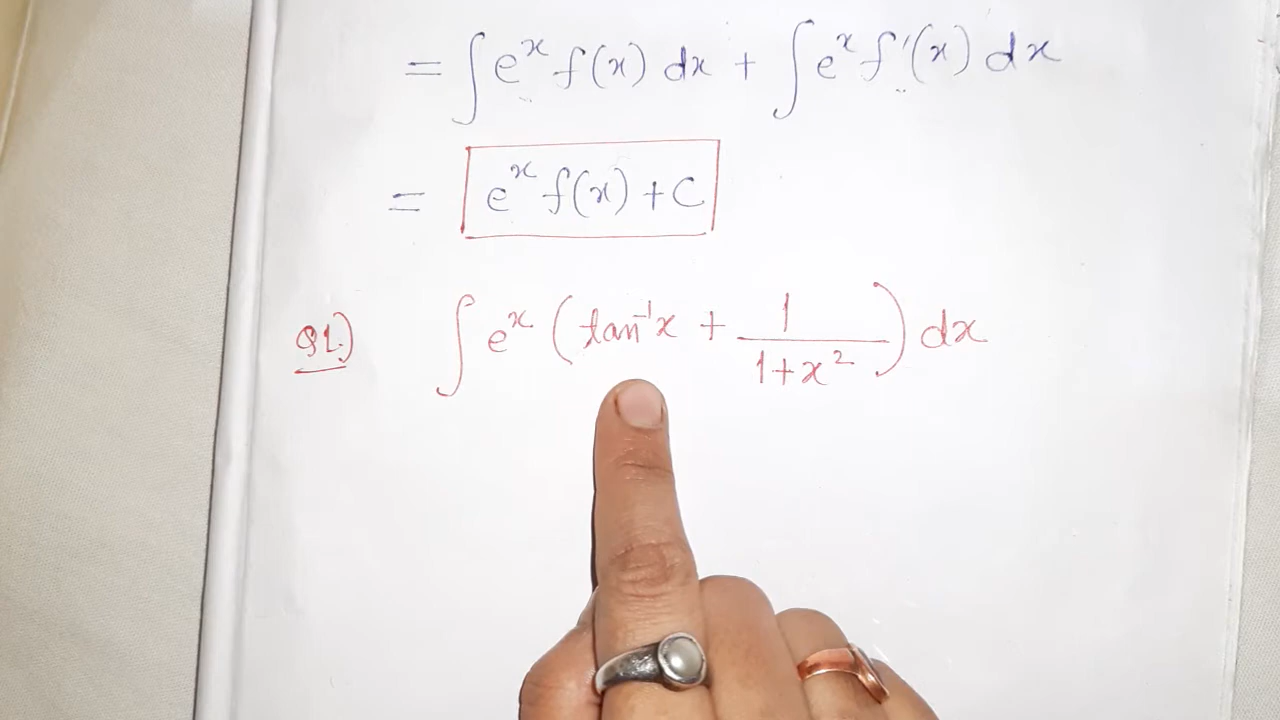 = ∫ eˣ f(x) dx + ∫ eˣ f'(x) dx
= eˣ f(x) + C
Q1.) ∫ eˣ (tan⁻¹x + 1/(1+x²)) dx